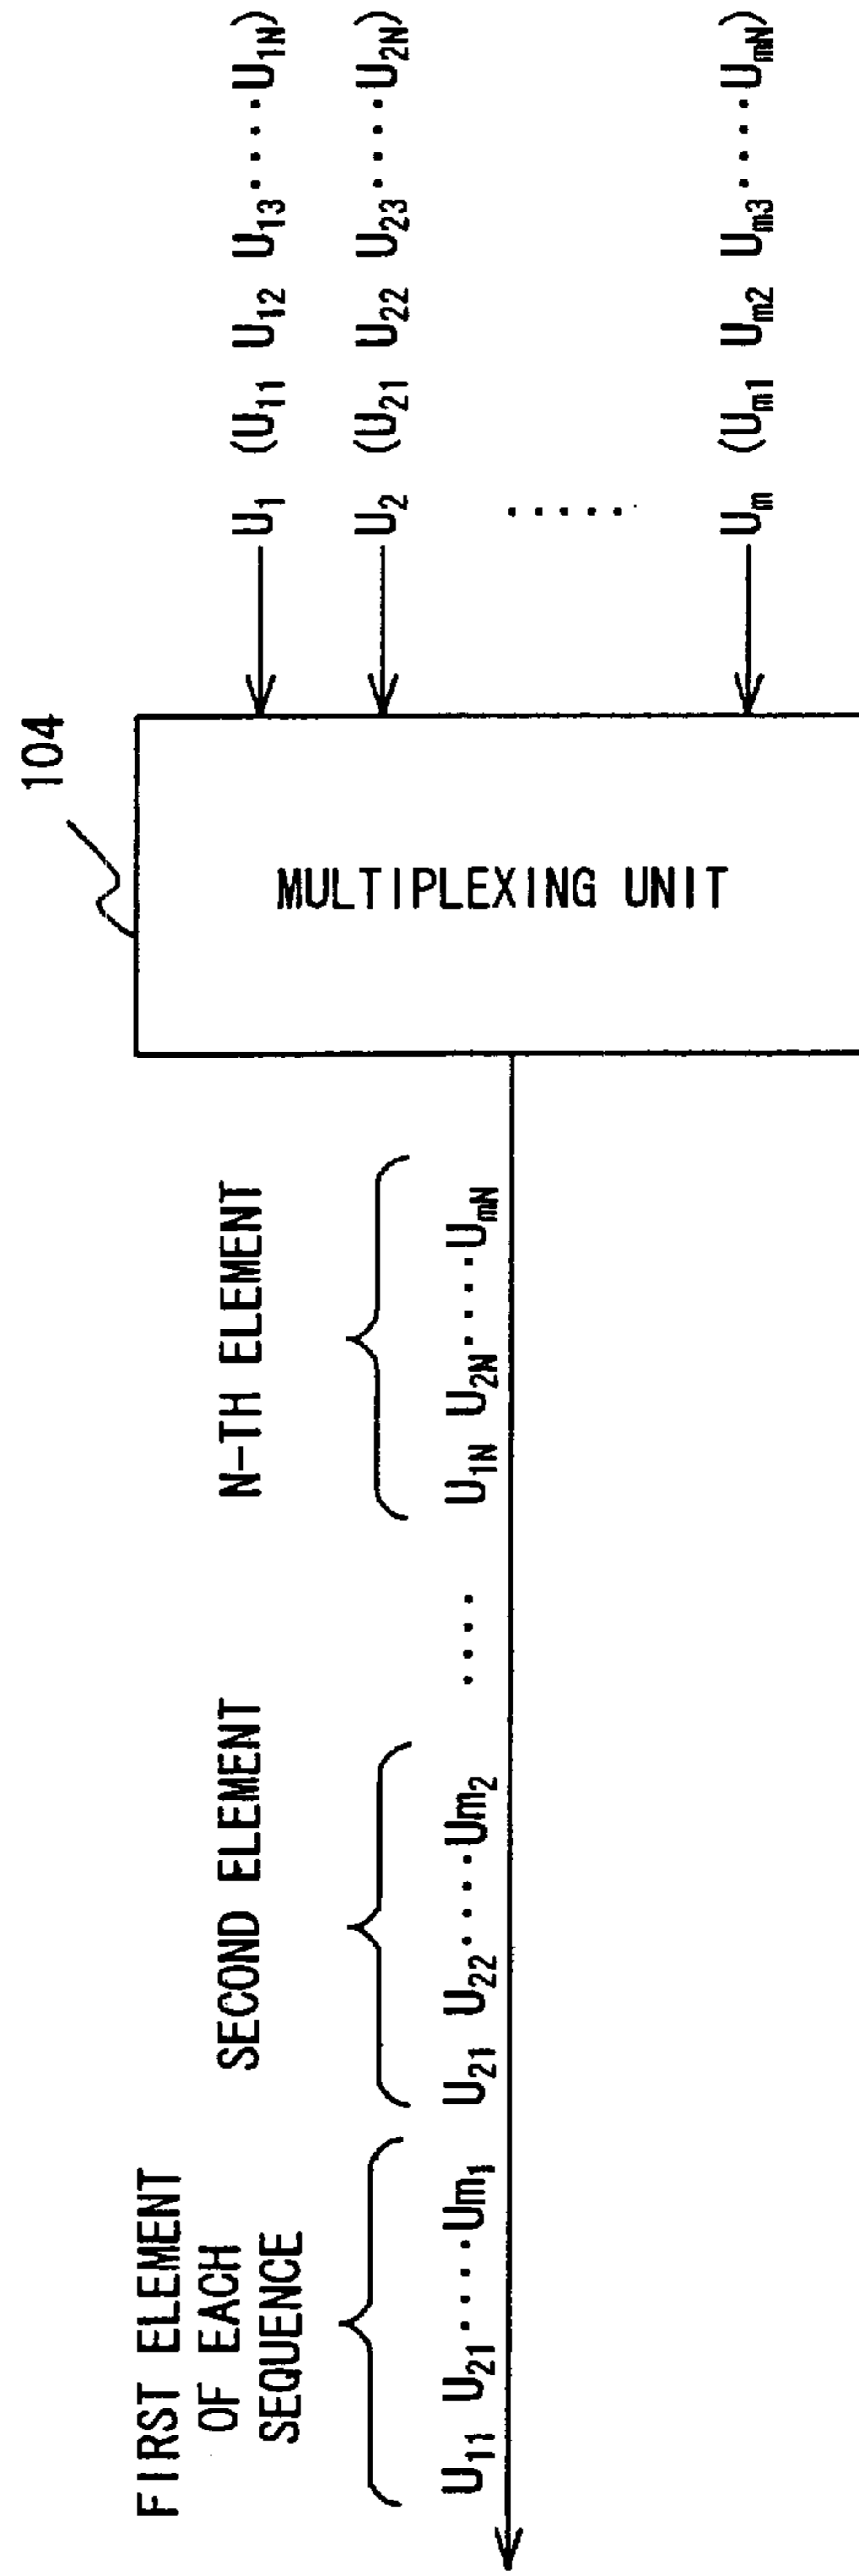 104
FIRST ELEMENT
OF EACH
SEQUENCE
SECOND ELEMENT
N-TH ELEMENT
U₁₁ U₂₁ ····· Um₁ U₂₁ U₂₂ ····· Um₂ ···· U₁N U₂N ····· UmN
MULTIPLEXING UNIT
U₁ (U₁₁ U₁₂ U₁₃ ····· U₁N)
U₂ (U₂₁ U₂₂ U₂₃ ····· U₂N)
·····
Um (Um₁ Um₂ Um₃ ····· UmN)